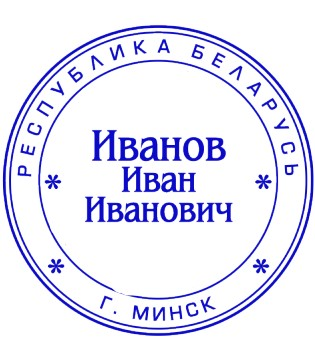 РЕСПУБЛИКА БЕЛАРУСЬ
Иванов
Иван
Иванович
* *
* *
Г. МИНСК